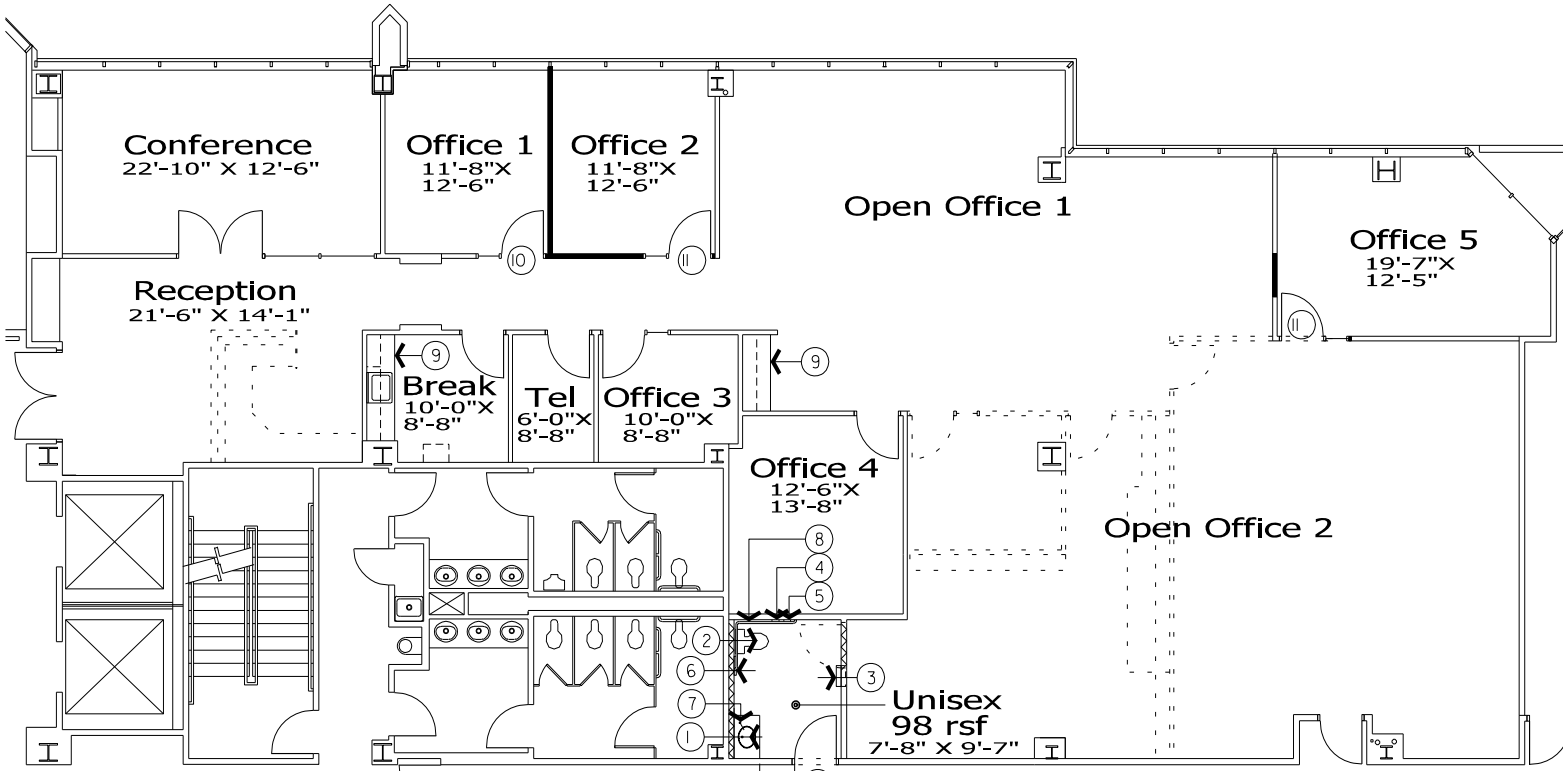 Conference
22'-10" X 12'-6"
Office 1
11'-8"X
12'-6"
Office 2
11'-8"X
12'-6"
Open Office 1
Office 5
19'-7"X
12'-5"
10
11
11
Reception
21'-6" X 14'-1"
9
Break
10'-0"X
8'-8"
Tel
6'-0"X
8'-8"
Office 3
10'-0"X
8'-8"
9
Office 4
12'-6"X
13'-8"
Open Office 2
8
4
5
2
6
3
7
1
Unisex
98 rsf
7'-8" X 9'-7"